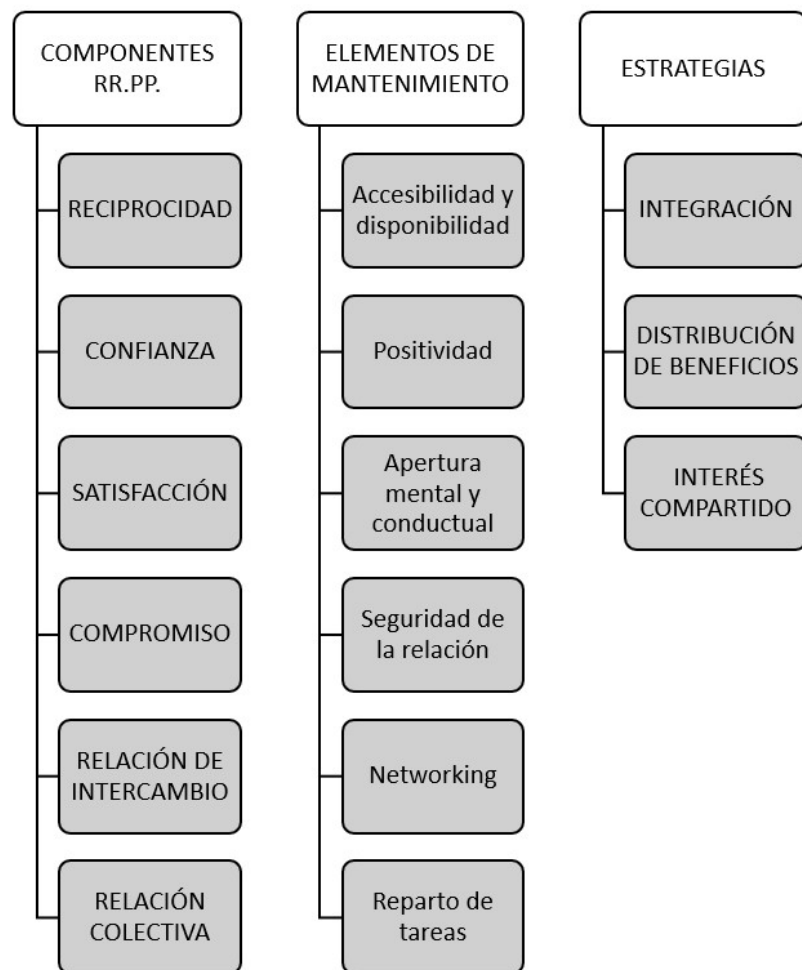 COMPONENTES
RR.PP.
RECIPROCIDAD
CONFIANZA
SATISFACCIÓN
COMPROMISO
RELACIÓN DE
INTERCAMBIO
RELACIÓN
COLECTIVA
ELEMENTOS DE
MANTENIMIENTO
Accesibilidad y
disponibilidad
Positividad
Apertura
mental y
conductual
Seguridad de
la relación
Networking
Reparto de
tareas
ESTRATEGIAS
INTEGRACIÓN
DISTRIBUCIÓN
DE BENEFICIOS
INTERÉS
COMPARTIDO